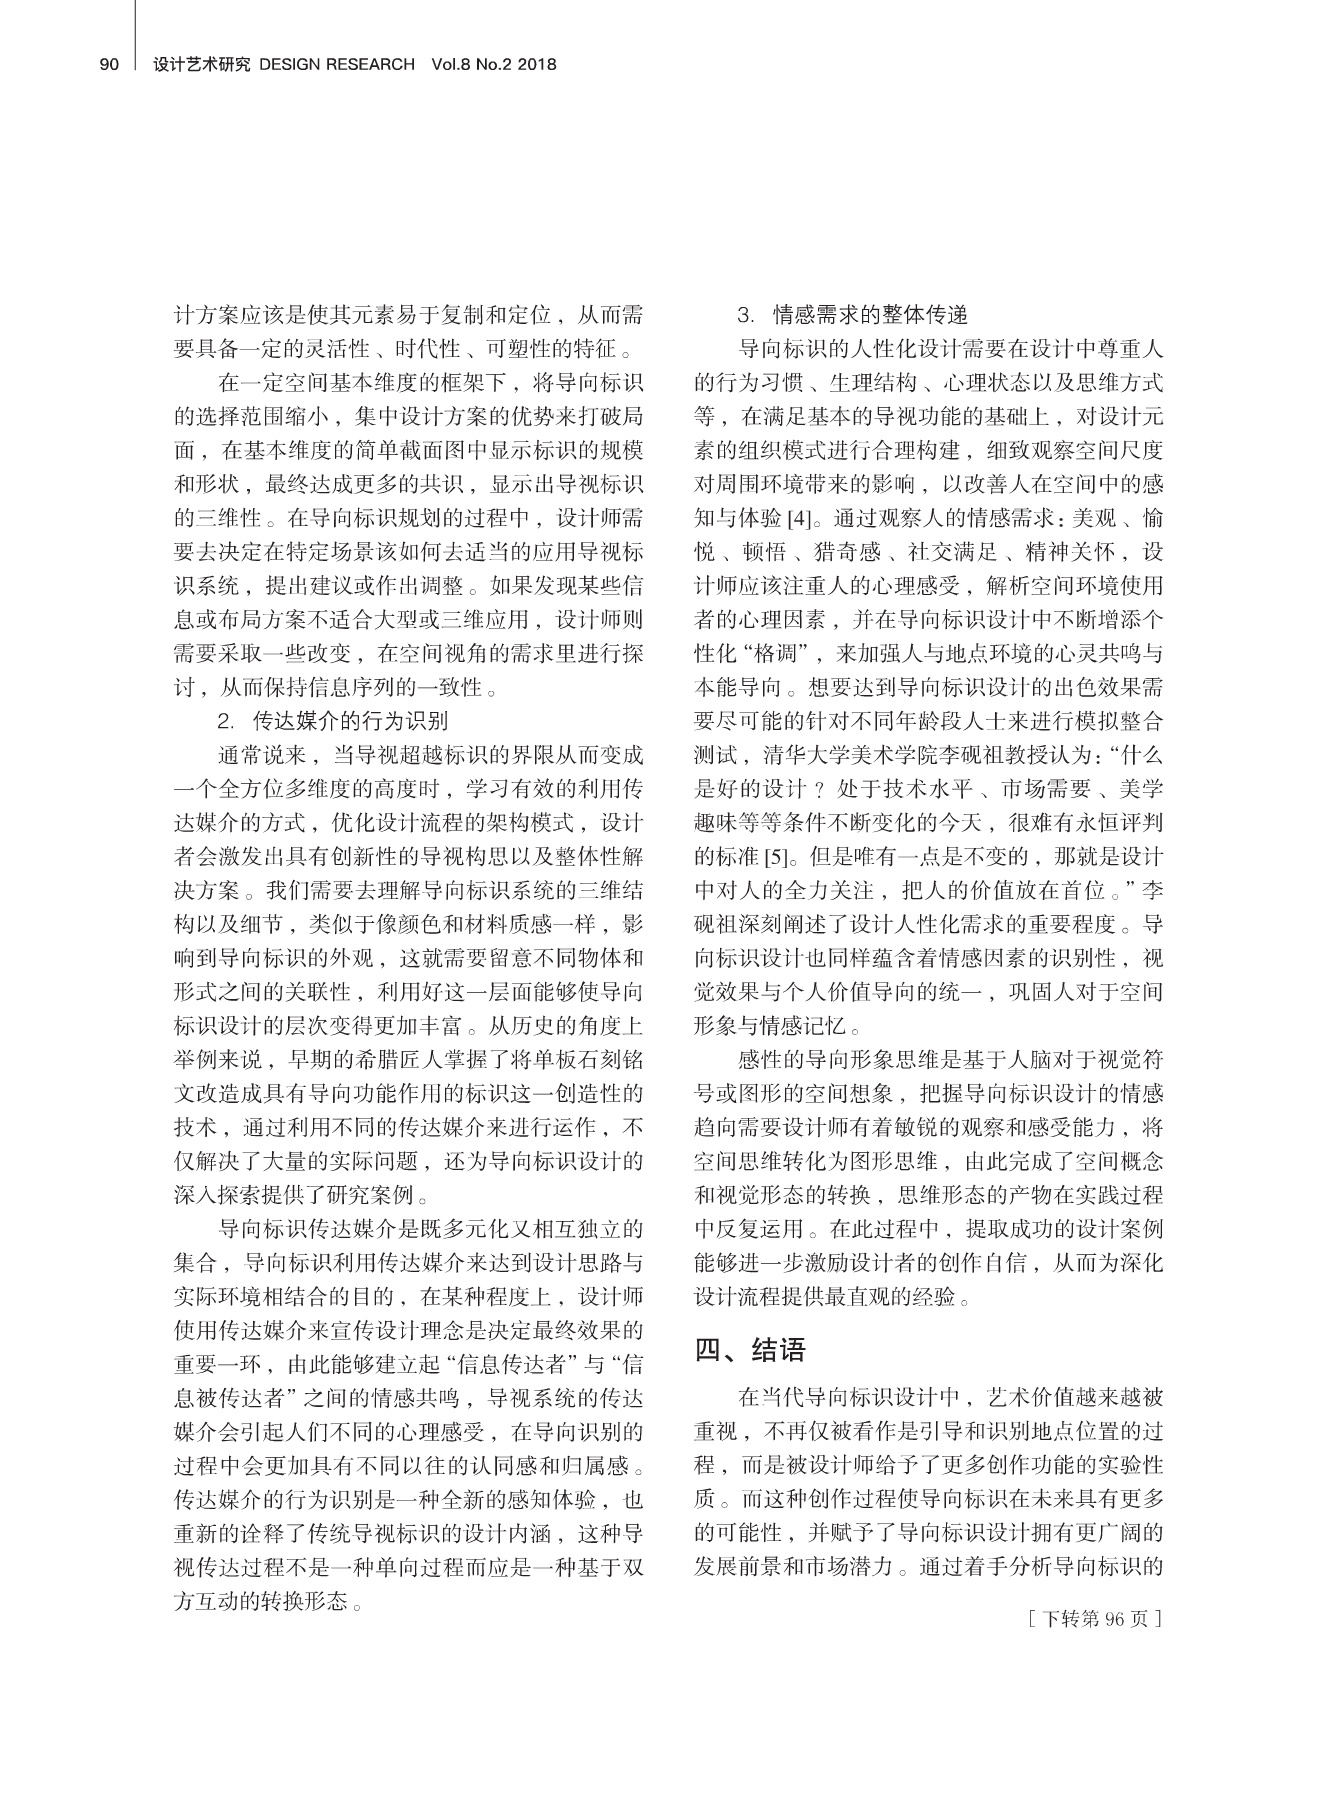 90 设计艺术研究 DESIGN RESEARCH Vol.8 No.2 2018
计方案应该是使其元素易于复制和定位，从而需
要具备一定的灵活性、时代性、可塑性的特征。
在一定空间基本维度的框架下，将导向标识
的选择范围缩小，集中设计方案的优势来打破局
面，在基本维度的简单截面图中显示标识的规模
和形状，最终达成更多的共识，显示出导视标识
的三维性。在导向标识规划的过程中，设计师需
要去决定在特定场景该如何去适当的应用导视标
识系统，提出建议或作出调整。如果发现某些信
息或布局方案不适合大型或三维应用，设计师则
需要采取一些改变，在空间视角的需求里进行探
讨，从而保持信息序列的一致性。
2. 传达媒介的行为识别
通常说来，当导视超越标识的界限从而变成
一个全方位多维度的高度时，学习有效的利用传
达媒介的方式，优化设计流程的架构模式，设计
者会激发出具有创新性的导视构思以及整体性解
决方案。我们需要去理解导向标识系统的三维结
构以及细节，类似于像颜色和材料质感一样，影
响到导向标识的外观，这就需要留意不同物体和
形式之间的关联性，利用好这一层面能够使导向
标识设计的层次变得更加丰富。从历史的角度上
举例来说，早期的希腊匠人掌握了将单板石刻铭
文改造成具有导向功能作用的标识这一创造性的
技术，通过利用不同的传达媒介来进行运作，不
仅解决了大量的实际问题，还为导向标识设计的
深入探索提供了研究案例。
导向标识传达媒介是既多元化又相互独立的
集合，导向标识利用传达媒介来达到设计思路与
实际环境相结合的目的，在某种程度上，设计师
使用传达媒介来宣传设计理念是决定最终效果的
重要一环，由此能够建立起“信息传达者”与“信
息被传达者”之间的情感共鸣，导视系统的传达
媒介会引起人们不同的心理感受，在导向识别的
过程中会更加具有不同以往的认同感和归属感。
传达媒介的行为识别是一种全新的感知体验，也
重新的诠释了传统导视标识的设计内涵，这种导
视传达过程不是一种单向过程而应是一种基于双
方互动的转换形态。
3. 情感需求的整体传递
导向标识的人性化设计需要在设计中尊重人
的行为习惯、生理结构、心理状态以及思维方式
等，在满足基本的导视功能的基础上，对设计元
素的组织模式进行合理构建，细致观察空间尺度
对周围环境带来的影响，以改善人在空间中的感
知与体验[4]。通过观察人的情感需求：美观、愉
悦、顿悟、猎奇感、社交满足、精神关怀，设
计师应该注重人的心理感受，解析空间环境使用
者的心理因素，并在导向标识设计中不断增添个
性化“格调”，来加强人与地点环境的心灵共鸣与
本能导向。想要达到导向标识设计的出色效果需
要尽可能的针对不同年龄段人士来进行模拟整合
测试，清华大学美术学院李砚祖教授认为：“什么
是好的设计？处于技术水平、市场需要、美学
趣味等等条件不断变化的今天，很难有永恒评判
的标准[5]。但是唯有一点是不变的，那就是设计
中对人的全力关注，把人的价值放在首位。”李
砚祖深刻阐述了设计人性化需求的重要程度。导
向标识设计也同样蕴含着情感因素的识别性，视
觉效果与个人价值导向的统一，巩固人对于空间
形象与情感记忆。
感性的导向形象思维是基于人脑对于视觉符
号或图形的空间想象，把握导向标识设计的情感
趋向需要设计师有着敏锐的观察和感受能力，将
空间思维转化为图形思维，由此完成了空间概念
和视觉形态的转换，思维形态的产物在实践过程
中反复运用。在此过程中，提取成功的设计案例
能够进一步激励设计者的创作自信，从而为深化
设计流程提供最直观的经验。
四、结语
在当代导向标识设计中，艺术价值越来越被
重视，不再仅被看作是引导和识别地点位置的过
程，而是被设计师给予了更多创作功能的实验性
质。而这种创作过程使导向标识在未来具有更多
的可能性，并赋予了导向标识设计拥有更广阔的
发展前景和市场潜力。通过着手分析导向标识的
[下转第 96 页]